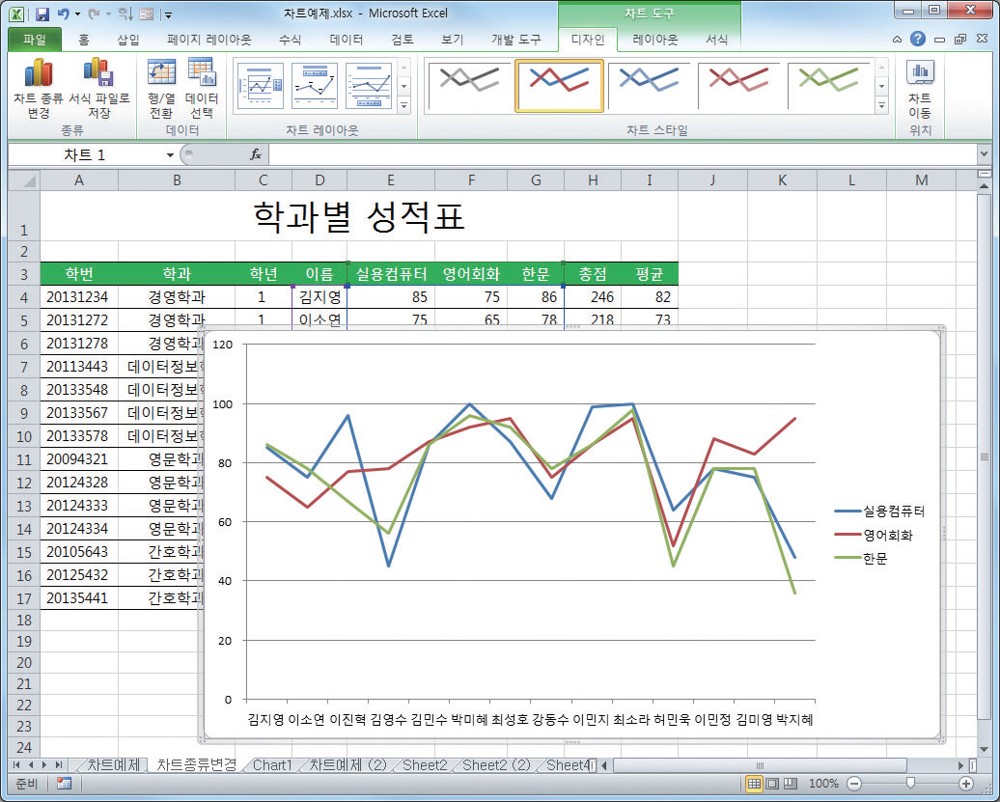 차트예제.xlsx - Microsoft Excel
차트 도구
파일 홈 삽입 페이지 레이아웃 수식 데이터 검토 보기 개발 도구 디자인 레이아웃 서식
차트 종류 변경
서식 파일로 저장
행/열 전환
데이터 선택
차트 이동
종류 데이터 차트 레이아웃 차트 스타일 위치
차트 1 fx
A B C D E F G H I J K L M
1 학과별 성적표
2
3 학번 학과 학년 이름 실용컴퓨터 영어회화 한문 총점 평균
4 20131234 경영학과 1 김지영 85 75 86 246 82
5 20131272 경영학과 1 이소연 75 65 78 218 73
6 20131278 경영학과
7 20113443 데이터정보
8 20133548 데이터정보
9 20133567 데이터정보
10 20133578 데이터정보
11 20094321 영문학과
12 20124328 영문학과
13 20124333 영문학과
14 20124334 영문학과
15 20105643 간호학과
16 20125432 간호학과
17 20135441 간호학과
18
19
20
21
22
23
24
120
100
80
60
40
20
0
실용컴퓨터
영어회화
한문
김지영 이소연 이진혁 김영수 김민수 박미혜 최성호 강동수 이민지 최소라 허민욱 이민정 김미영 박지혜
차트예제 차트종류변경 Chart1 차트예제 (2) Sheet2 Sheet2 (2) Sheet4
준비 100%